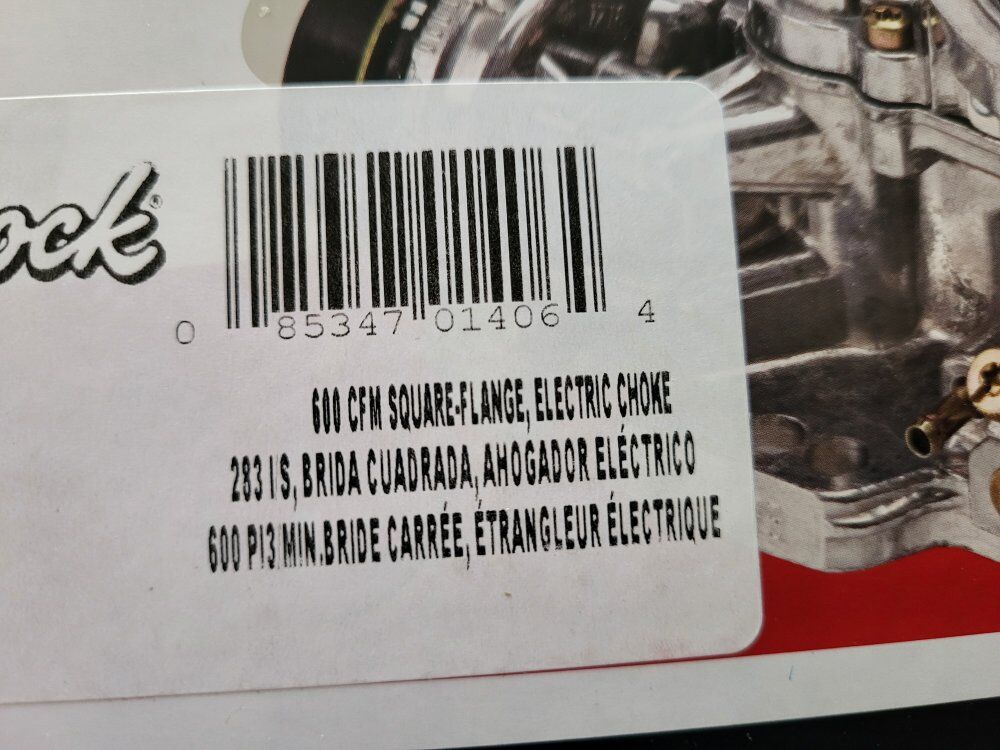 ock®
0 85347 01406 4
600 CFM SQUARE-FLANGE, ELECTRIC CHOKE
283 I/S, BRIDA CUADRADA, AHOGADOR ELÉCTRICO
600 PI3 MIN.BRIDE CARRÉE, ÉTRANGLEUR ÉLECTRIQUE